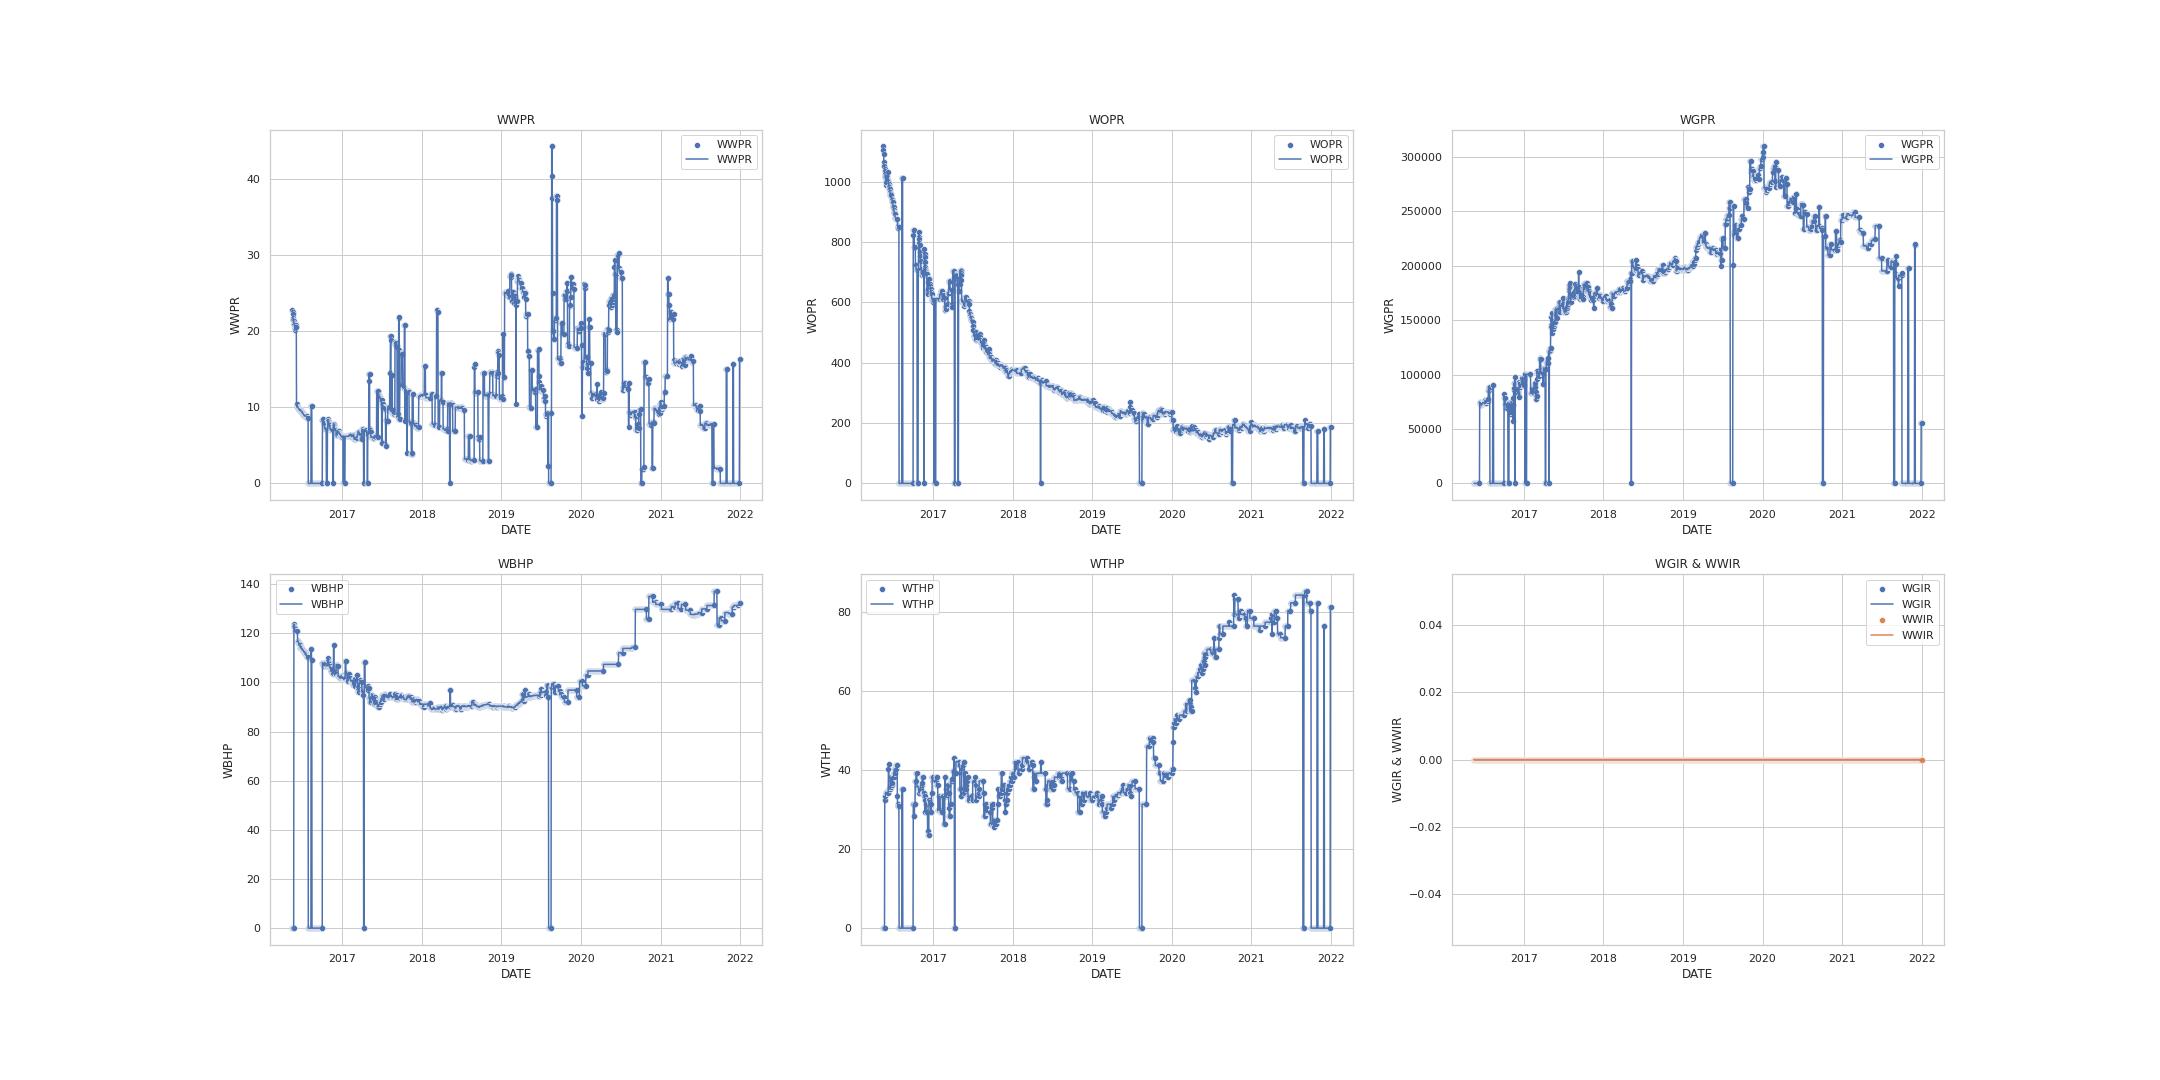 WWPR
WWPR
WWPR
WWPR
40
30
20
10
0
2017 2018 2019 2020 2021 2022
DATE
WOPR
WOPR
WOPR
WOPR
1000
800
600
400
200
0
2017 2018 2019 2020 2021 2022
DATE
WGPR
WGPR
WGPR
WGPR
300000
250000
200000
150000
100000
50000
0
2017 2018 2019 2020 2021 2022
DATE
WBHP
WBHP
WBHP
WBHP
140
120
100
80
60
40
20
0
2017 2018 2019 2020 2021 2022
DATE
WTHP
WTHP
WTHP
WTHP
80
60
40
20
0
2017 2018 2019 2020 2021 2022
DATE
WGIR & WWIR
WGIR
WGIR
WWIR
WWIR
WGIR & WWIR
0.04
0.02
0.00
−0.02
−0.04
2017 2018 2019 2020 2021 2022
DATE